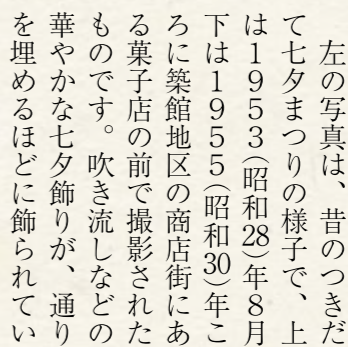 左の写真は、昔のつきだ
て七夕まつりの様子で、上
は1953(昭和28)年8月
下は1955(昭和30)年こ
ろに築館地区の商店街にあ
る菓子店の前で撮影された
ものです。吹き流しなどの
華やかな七夕飾りが、通り
を埋めるほどに飾られてい